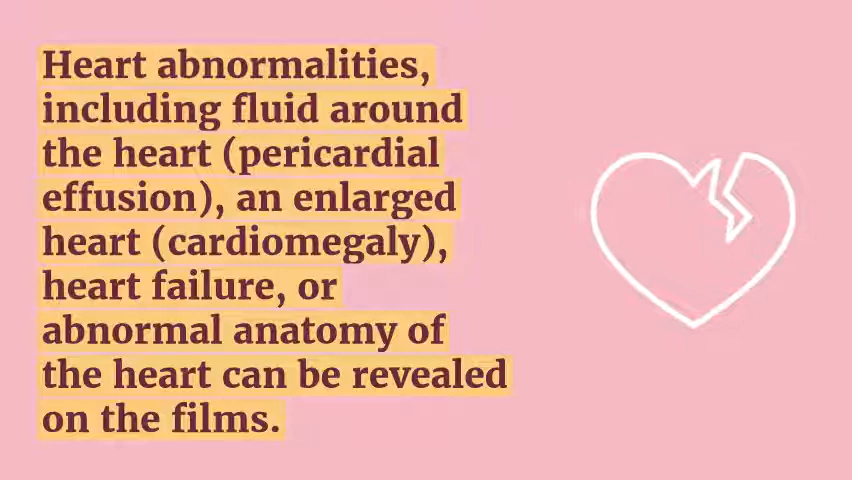 Heart abnormalities,
including fluid around
the heart (pericardial
effusion), an enlarged
heart (cardiomegaly),
heart failure, or
abnormal anatomy of
the heart can be revealed
on the films.